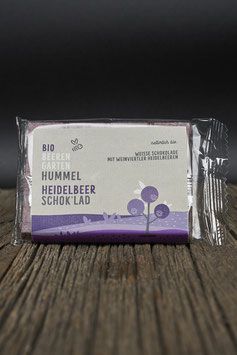 BIO
BEEREN
GARTEN
HUMMEL
HEIDELBEER
SCHOK'LAD
natürlich bio
WEISSE SCHOKOLADE
MIT WEINVIERTLER HEIDELBEEREN